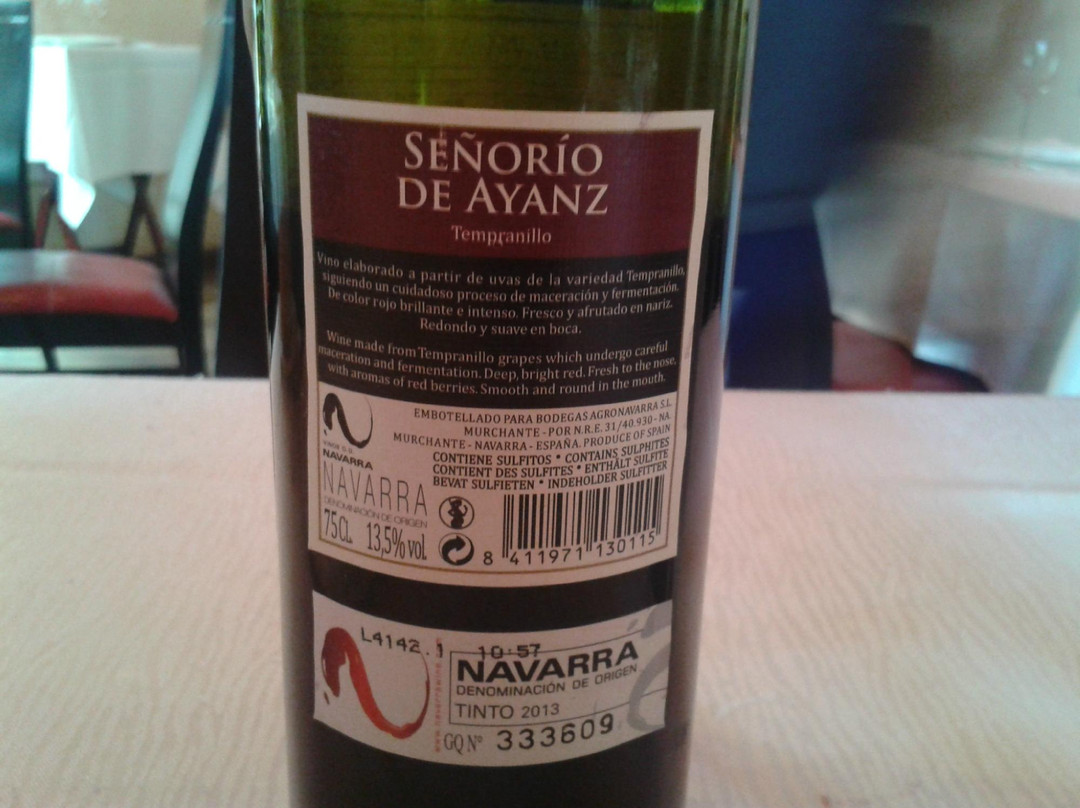 SEÑORÍO
DE AYANZ
Tempranillo
Vino elaborado a partir de uvas de la variedad Tempranillo,
siguiendo un cuidadoso proceso de maceración y fermentación.
De color rojo brillante e intenso. Fresco y afrutado en nariz.
Redondo y suave en boca.
Wine made from Tempranillo grapes which undergo careful
maceration and fermentation. Deep, bright red. Fresh to the nose,
with aromas of red berries. Smooth and round in the mouth.
EMBOTELLADO PARA BODEGAS AGRONAVARRA S.L.
MURCHANTE - POR N.R.E. 31/40.930 - NA.
MURCHANTE - NAVARRA - ESPAÑA. PRODUCE OF SPAIN
CONTIENE SULFITOS * CONTAINS SULPHITES
CONTIENT DES SULFITES * ENTHÄLT SULFITE
BEVAT SULFIETEN * INDEHOLDER SULFITTER
NAVARRA
NAVARRA
DENOMINACIÓN DE ORIGEN
75CL. 13,5% vol.
8 411971 130115
L4142.1 10:57
NAVARRA
DENOMINACIÓN DE ORIGEN
TINTO 2013
GQ Nº 333609